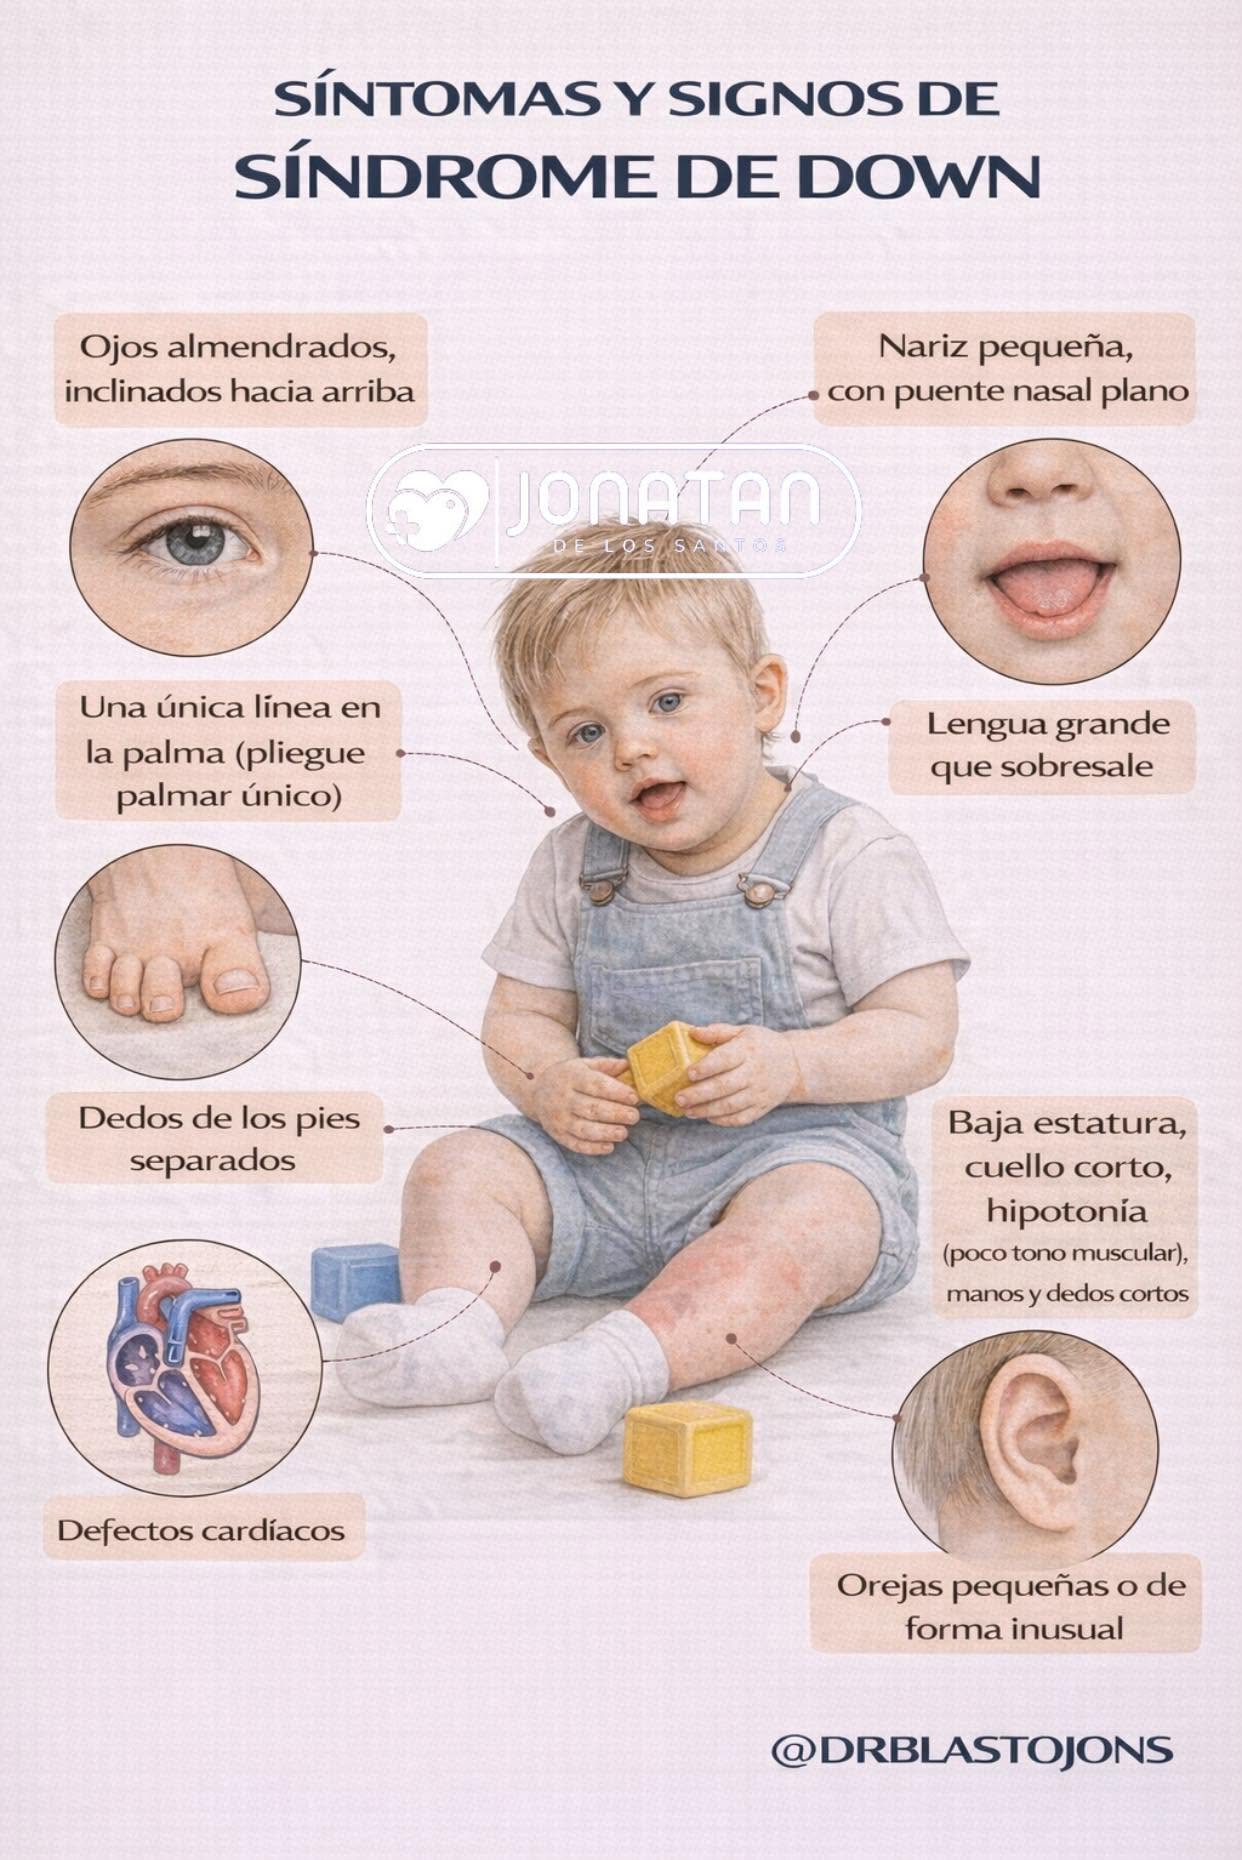 SÍNTOMAS Y SIGNOS DE
SÍNDROME DE DOWN
Ojos almendrados,
inclinados hacia arriba
Nariz pequeña,
con puente nasal plano
JONATAN
DE LOS SANTOS
Una única línea en
la palma (pliegue
palmar único)
Lengua grande
que sobresale
Dedos de los pies
separados
Baja estatura,
cuello corto,
hipotonía
(poco tono muscular),
manos y dedos cortos
Defectos cardíacos
Orejas pequeñas o de
forma inusual
@DRBLASTOJONS